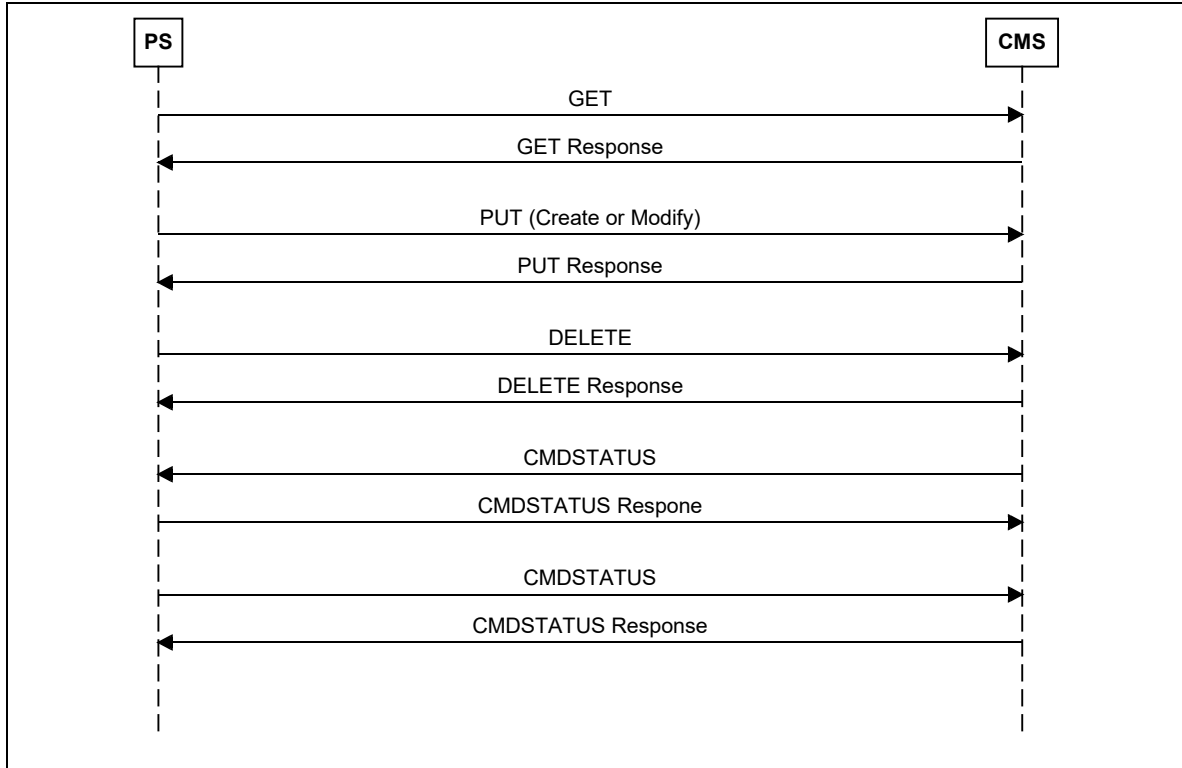 PS
CMS
GET
GET Response
PUT (Create or Modify)
PUT Response
DELETE
DELETE Response
CMDSTATUS
CMDSTATUS Respone
CMDSTATUS
CMDSTATUS Response